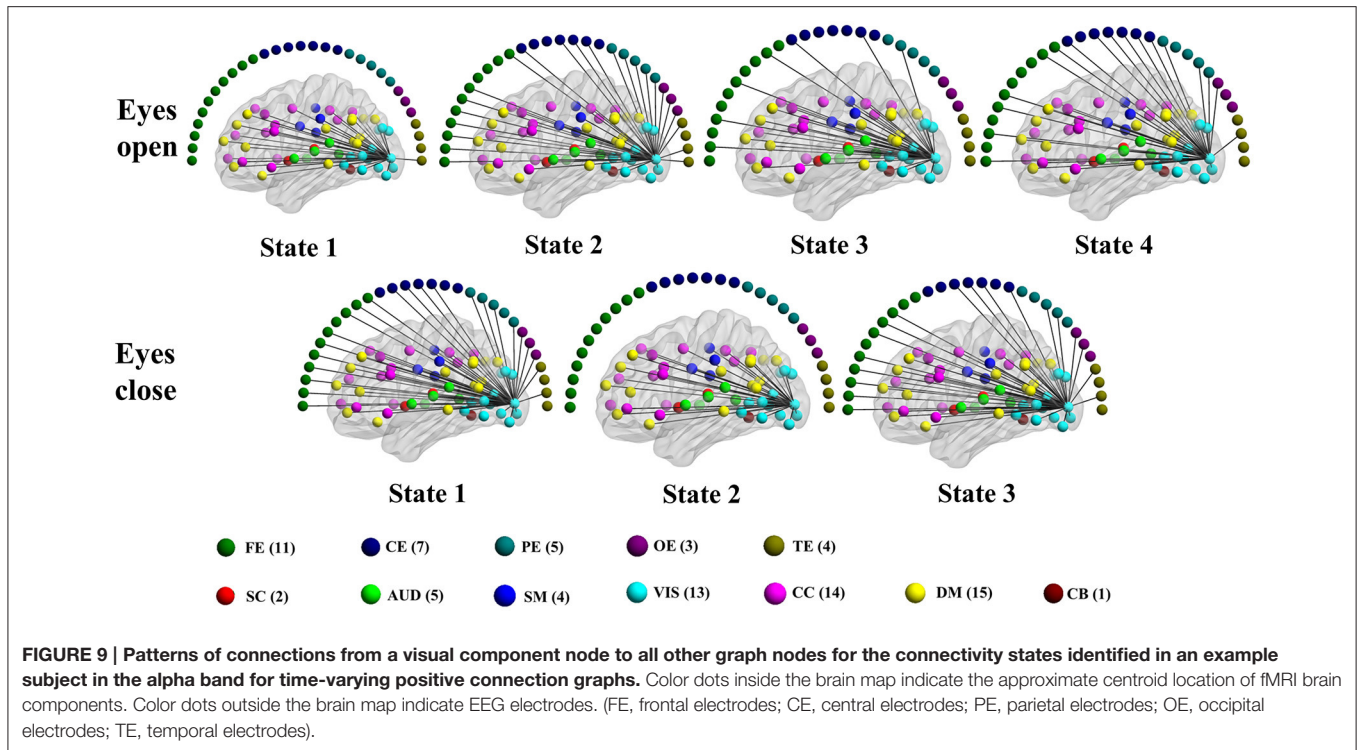 Eyes
open
State 1
State 2
State 3
State 4
Eyes
close
State 1
State 2
State 3
FE (11)
CE (7)
PE (5)
OE (3)
TE (4)
SC (2)
AUD (5)
SM (4)
VIS (13)
CC (14)
DM (15)
CB (1)
FIGURE 9 | Patterns of connections from a visual component node to all other graph nodes for the connectivity states identified in an example
subject in the alpha band for time-varying positive connection graphs. Color dots inside the brain map indicate the approximate centroid location of fMRI brain
components. Color dots outside the brain map indicate EEG electrodes. (FE, frontal electrodes; CE, central electrodes; PE, parietal electrodes; OE, occipital
electrodes; TE, temporal electrodes).